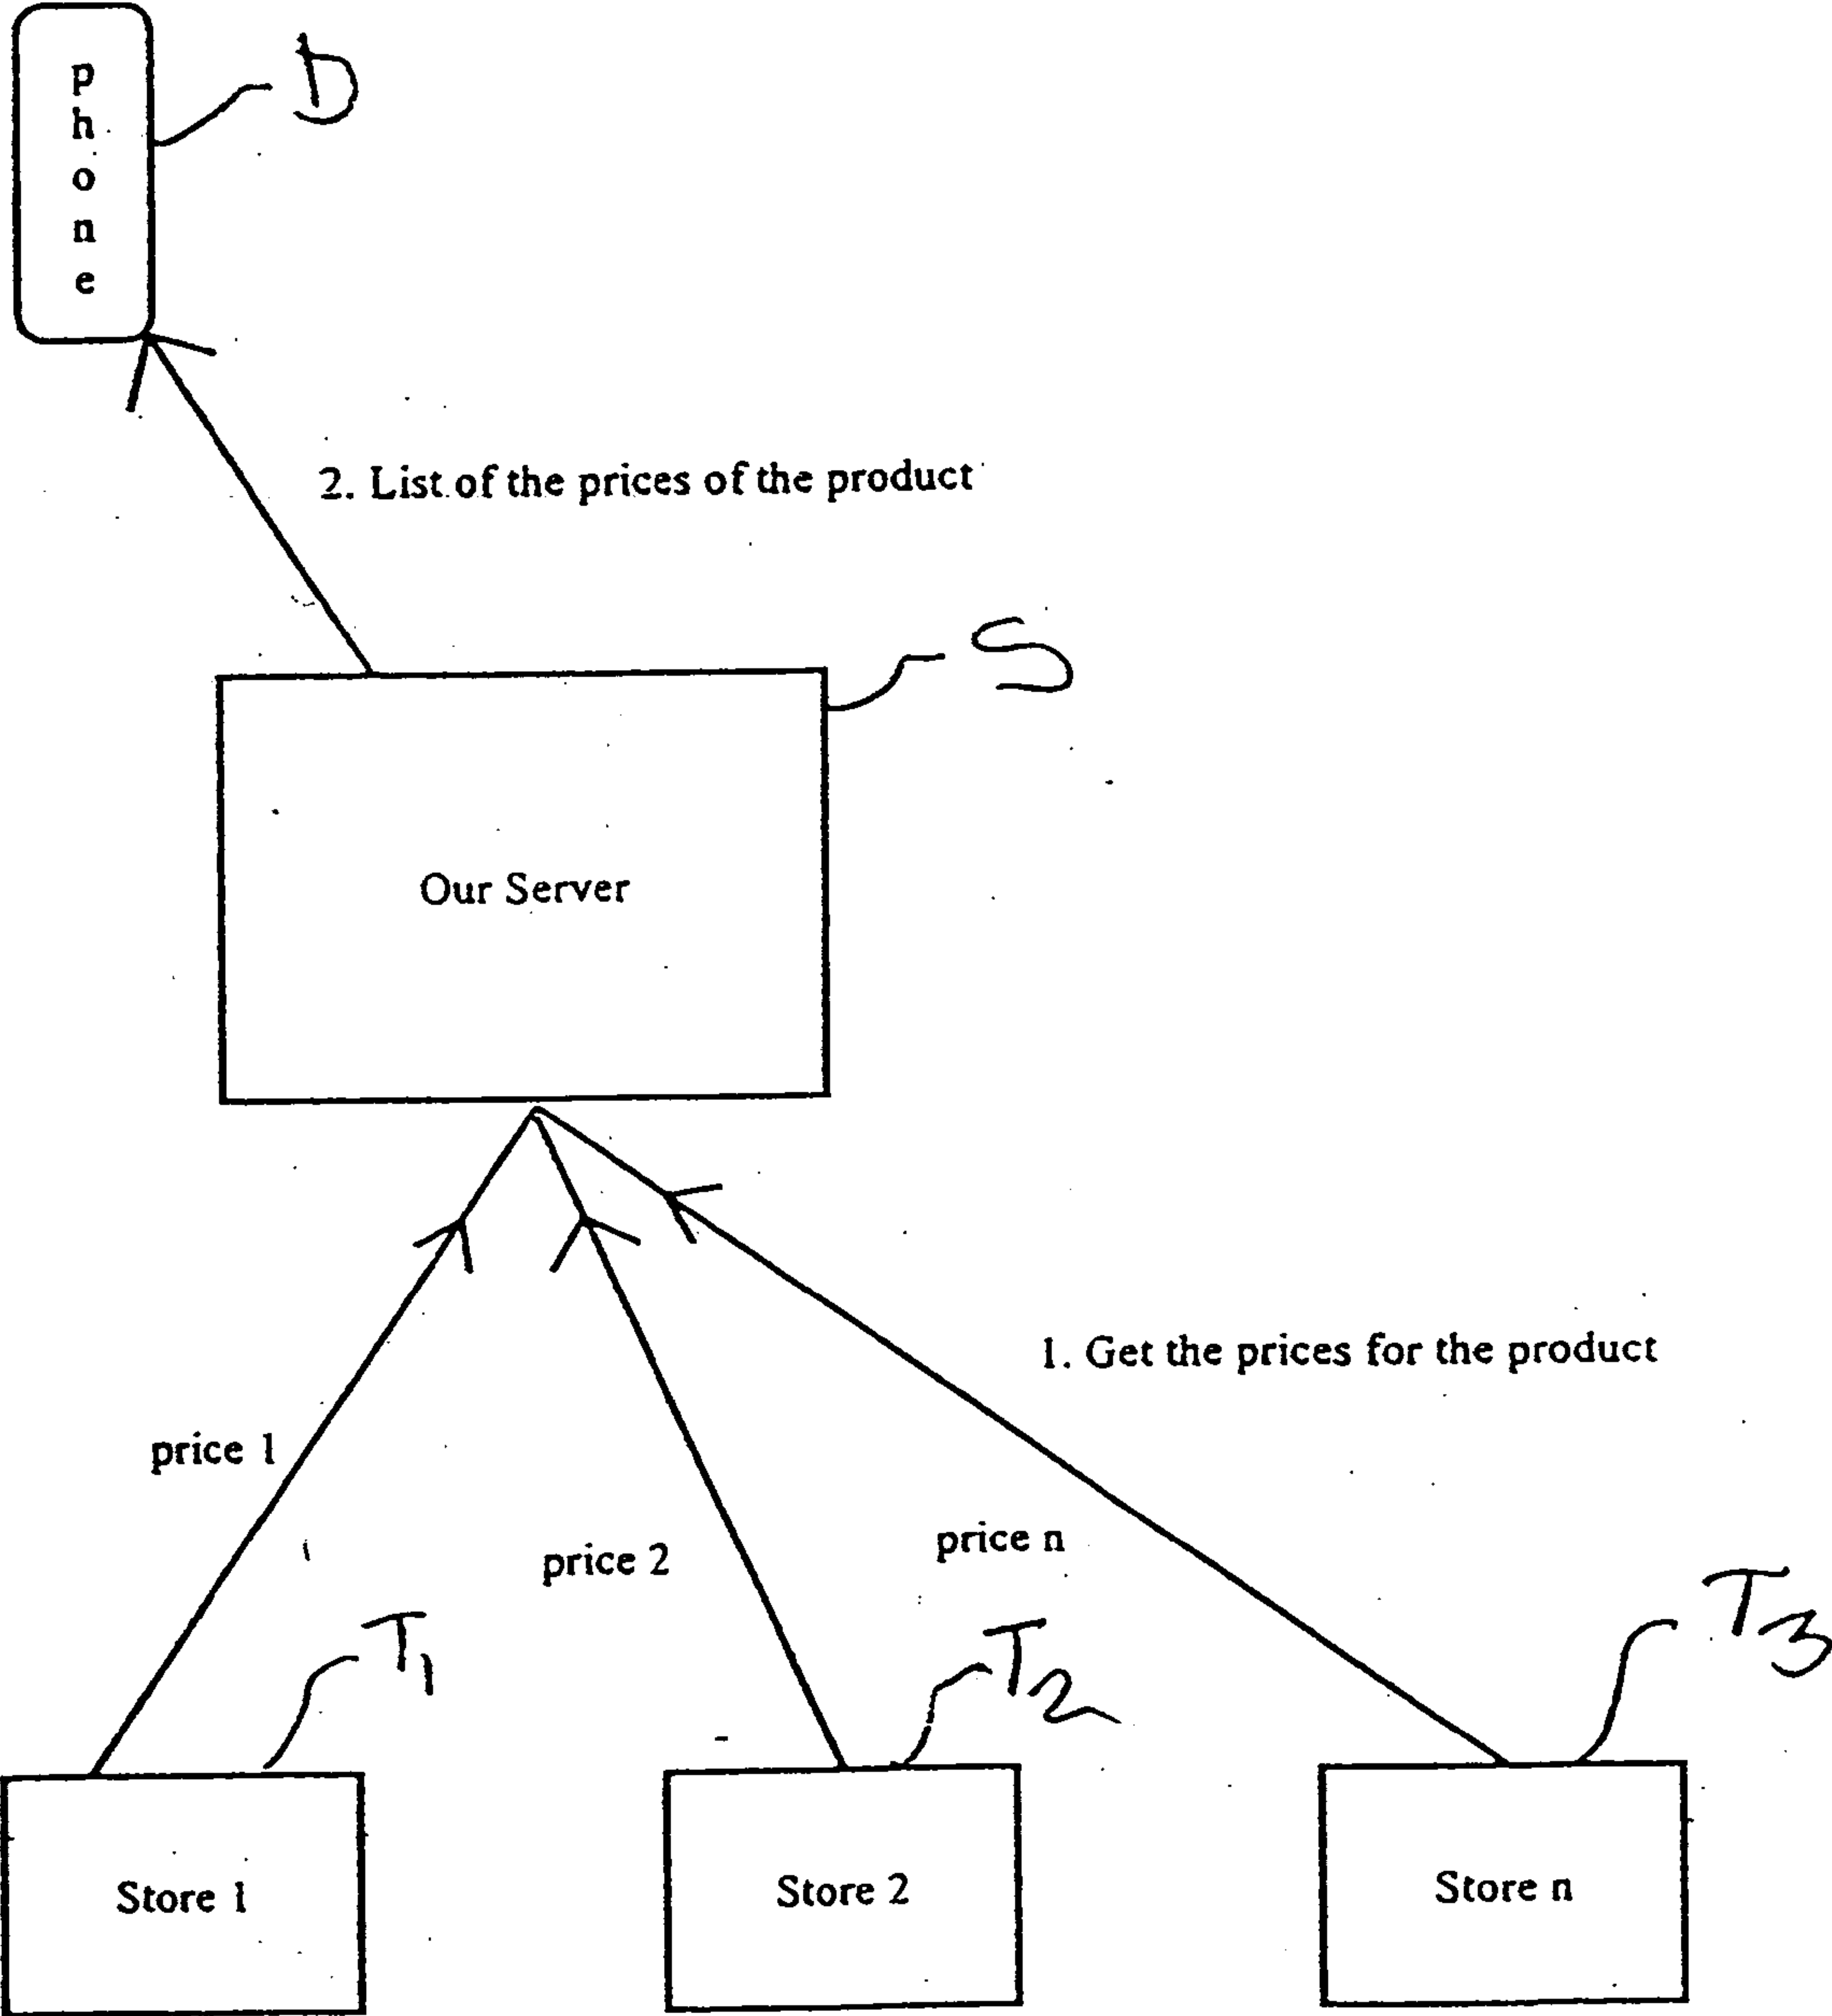 phone
D
2. List of the prices of the product
S
Our Server
1. Get the prices for the product
price 1
price 2
price n
T1
T2
T3
Store 1
Store 2
Store n